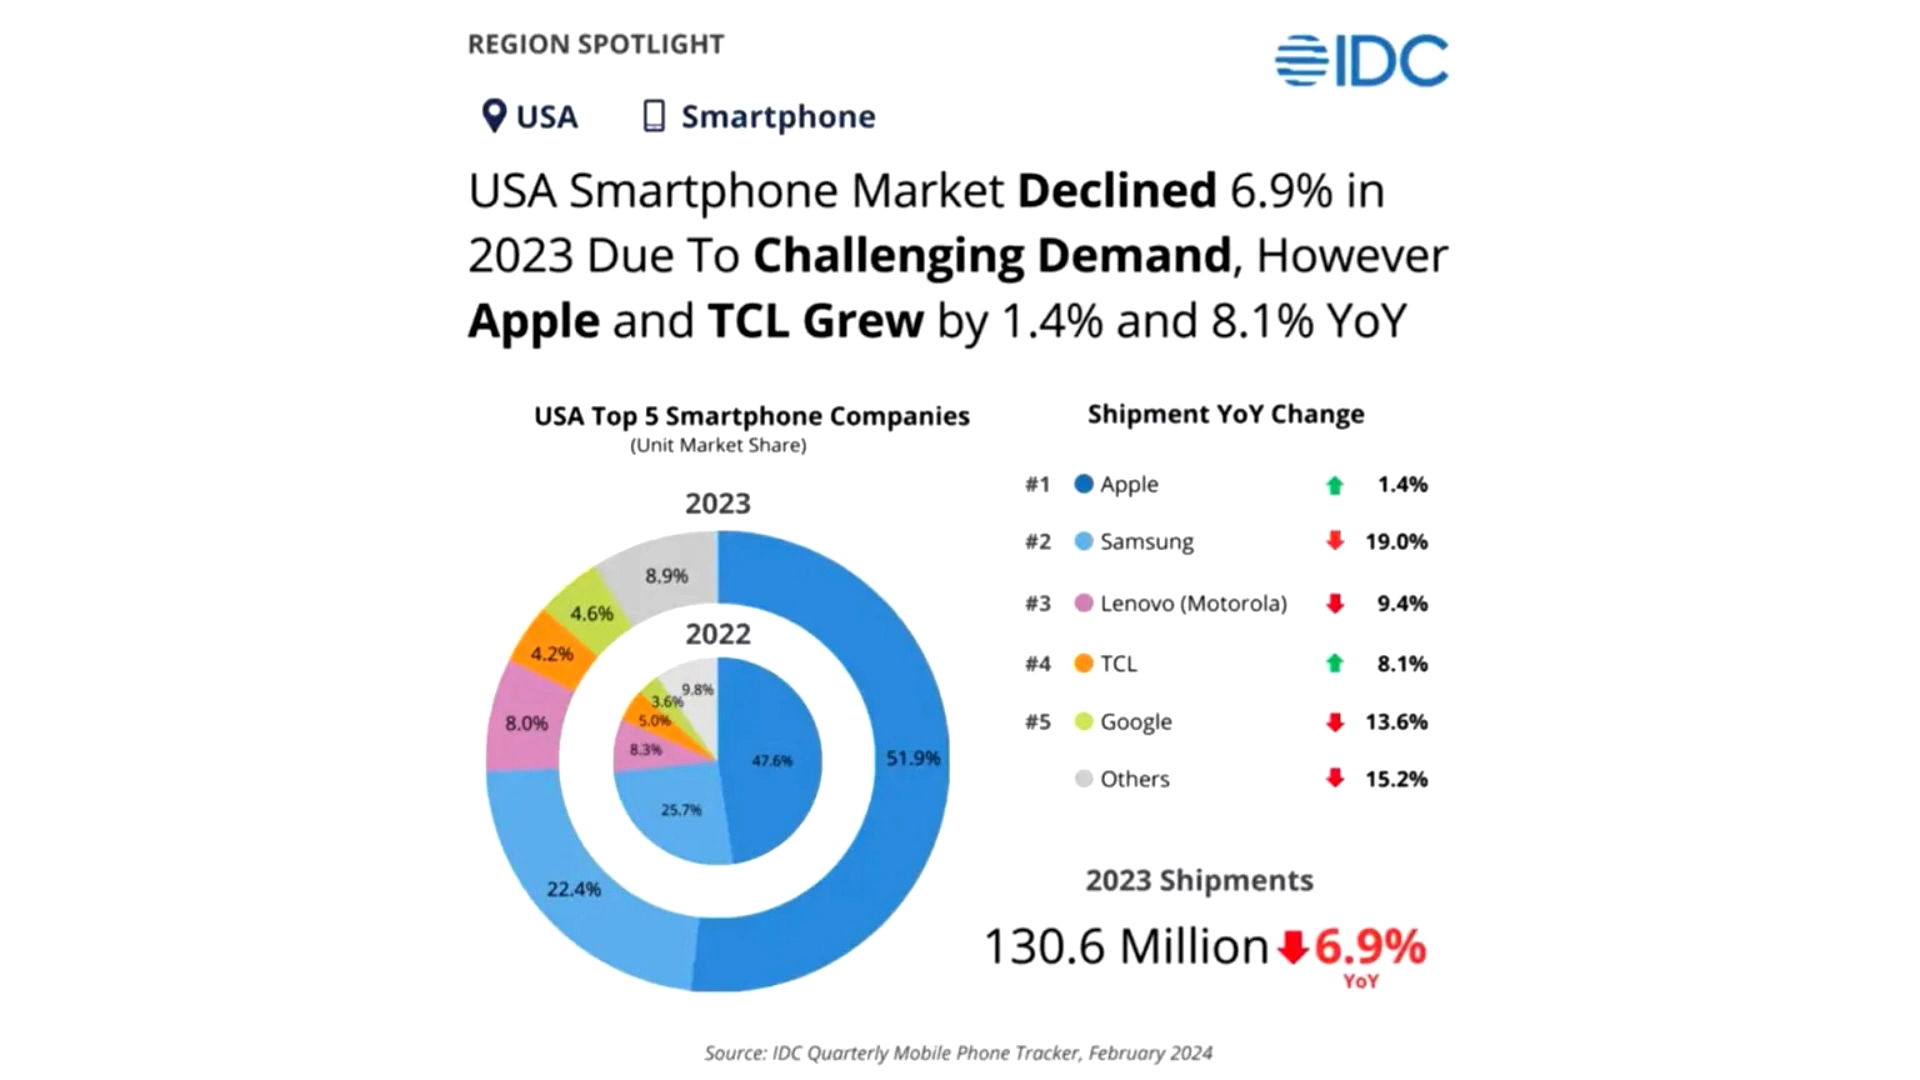 REGION SPOTLIGHT
IDC
USA
Smartphone
USA Smartphone Market Declined 6.9% in
2023 Due To Challenging Demand, However
Apple and TCL Grew by 1.4% and 8.1% YoY
USA Top 5 Smartphone Companies
(Unit Market Share)
2023
8.9%
4.6%
4.2%
8.0%
22.4%
51.9%
2022
9.8%
3.6%
5.0%
8.3%
25.7%
47.6%
Shipment YoY Change
#1 Apple 1.4%
#2 Samsung 19.0%
#3 Lenovo (Motorola) 9.4%
#4 TCL 8.1%
#5 Google 13.6%
Others 15.2%
2023 Shipments
130.6 Million 6.9%
YoY
Source: IDC Quarterly Mobile Phone Tracker, February 2024